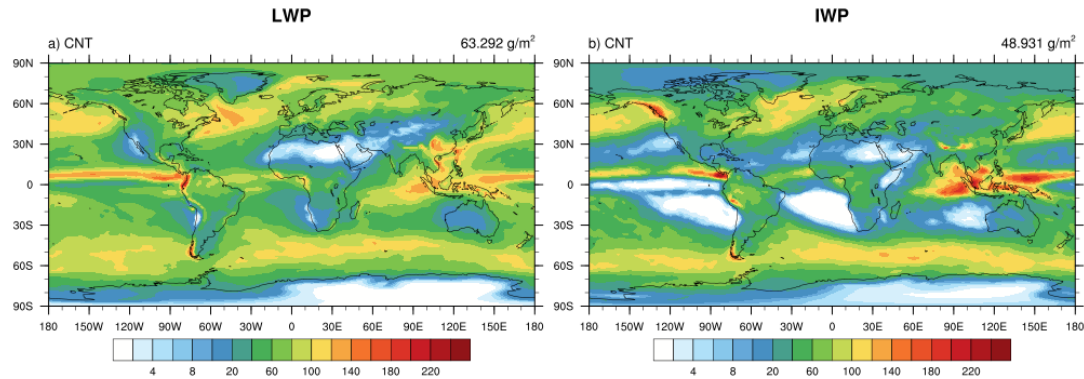 LWP
a) CNT 63.292 g/m²
90N
60N
30N
0
30S
60S
90S
180 150W 120W 90W 60W 30W 0 30E 60E 90E 120E 150E 180
4 8 20 60 100 140 180 220
IWP
b) CNT 48.931 g/m²
90N
60N
30N
0
30S
60S
90S
180 150W 120W 90W 60W 30W 0 30E 60E 90E 120E 150E 180
4 8 20 60 100 140 180 220